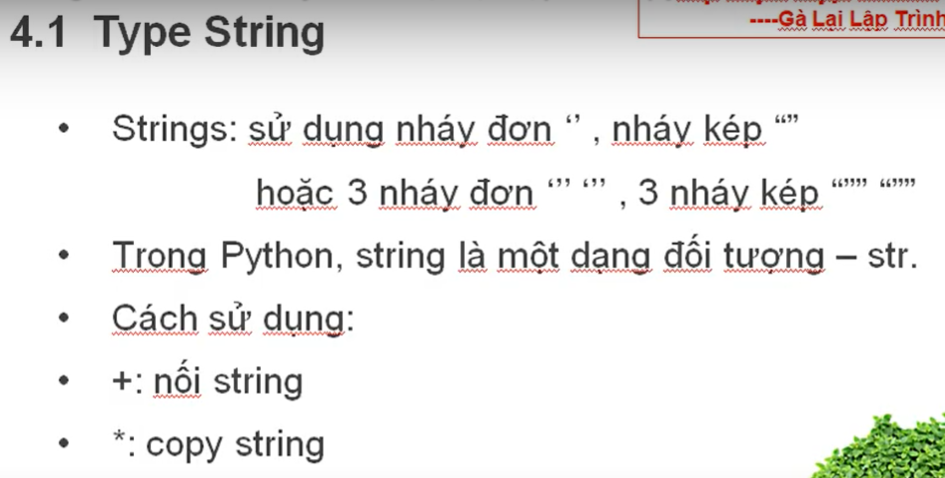 ----Gà Lại Lập Trình
4.1 Type String
• Strings: sử dụng nháy đơn ‘’ , nháy kép “”
hoặc 3 nháy đơn ‘’’ ‘’’ , 3 nháy kép “””” “”””
• Trong Python, string là một dạng đối tượng – str.
• Cách sử dụng:
• +: nối string
• *: copy string